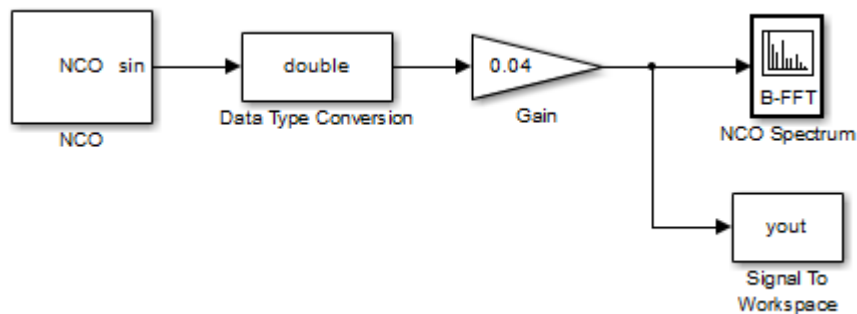 NCO sin
NCO
double
Data Type Conversion
0.04
Gain
B-FFT
NCO Spectrum
yout
Signal To
Workspace